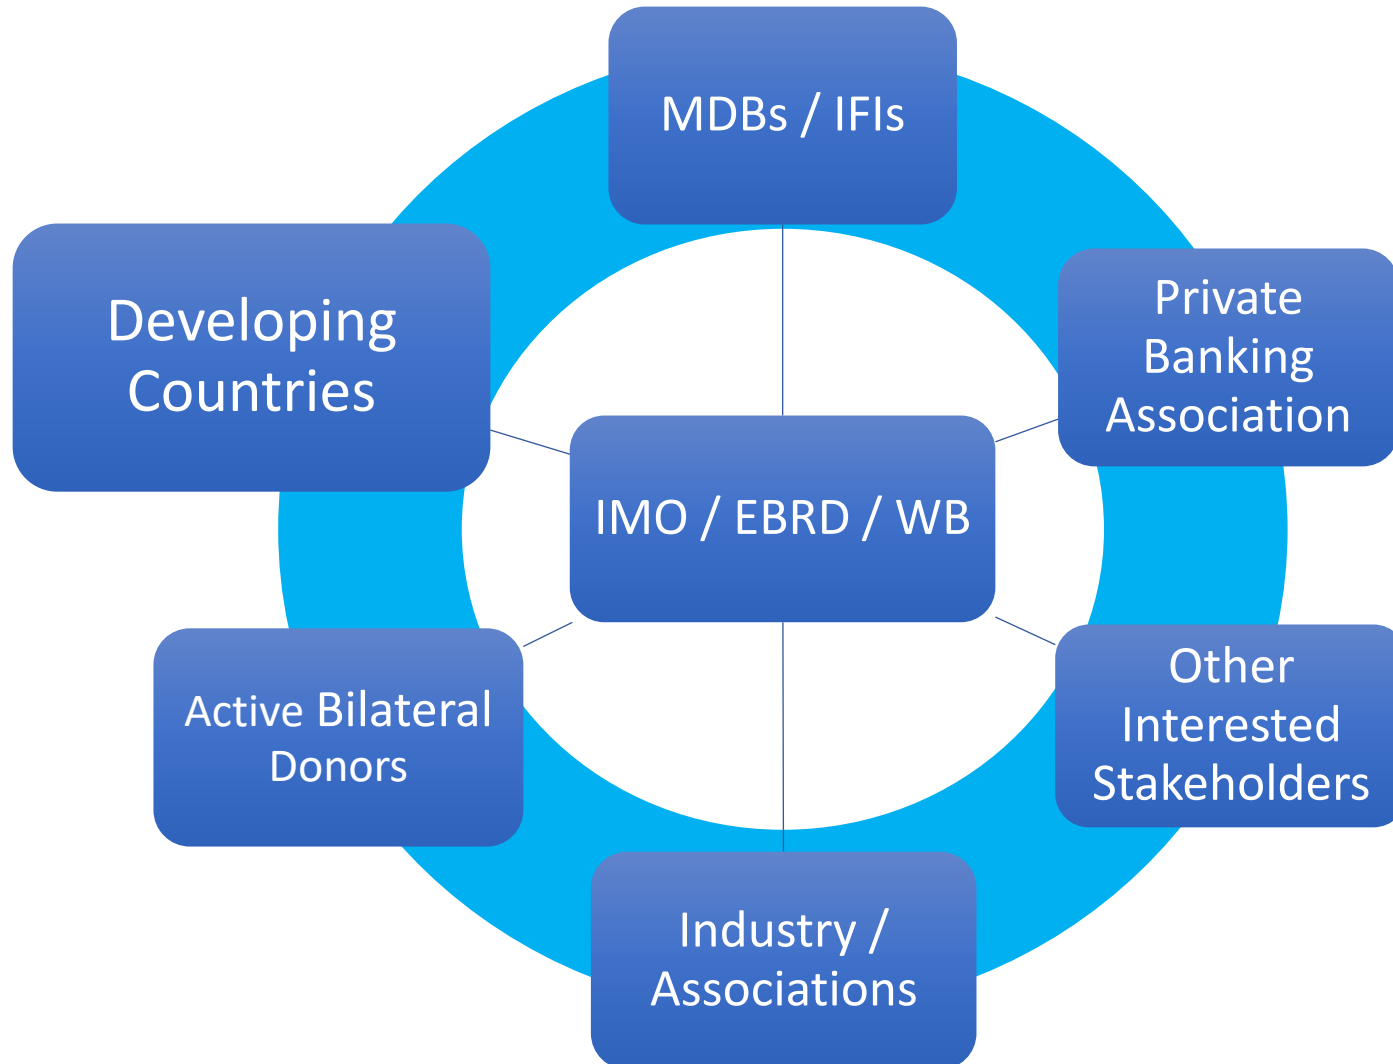 MDBs / IFIs
Developing
Countries
Private
Banking
Association
IMO / EBRD / WB
Active Bilateral
Donors
Other
Interested
Stakeholders
Industry /
Associations